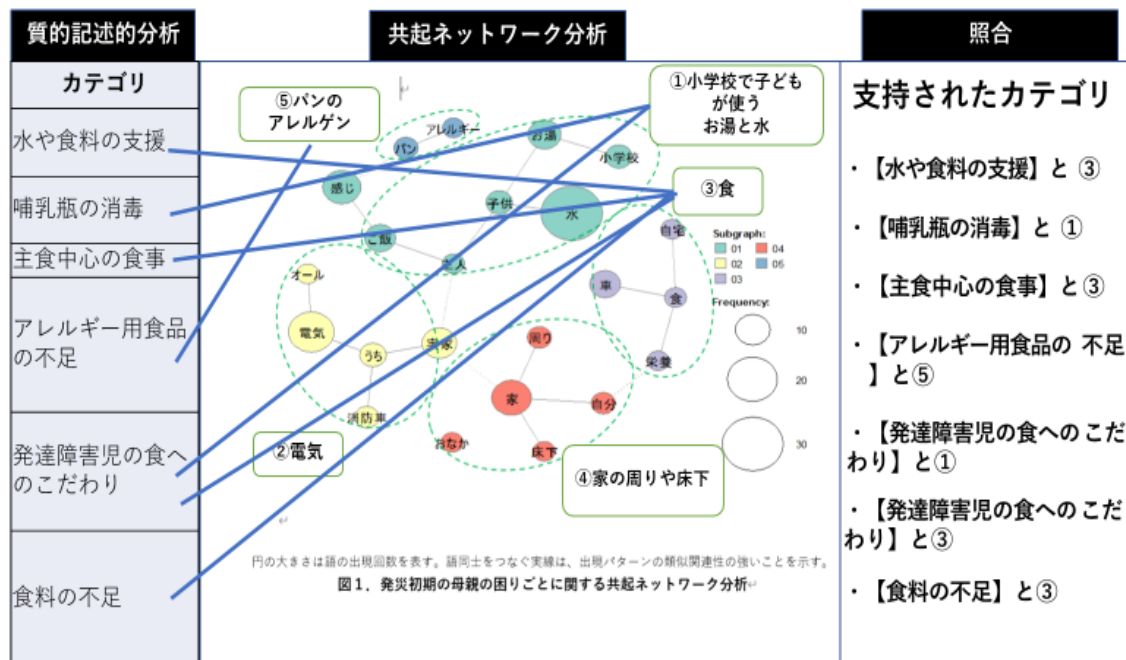 質的記述的分析
共起ネットワーク分析
照合
カテゴリ
水や食料の支援
哺乳瓶の消毒
主食中心の食事
アレルギー用食品
の不足
発達障害児の食へ
のこだわり
食料の不足
⑤パンの
アレルゲン
①小学校で子ども
が使う
お湯と水
③食
②電気
④家の周りや床下
アレルギー
パン
お湯
小学校
感じ
子供
水
ご飯
主人
自宅
車
食
栄養
オール
電気
うち
実家
消防車
周り
家
自分
おなか
床下
Subgraph:
01
04
02
06
03
Frequency:
10
20
30
円の大きさは語の出現回数を表す。語同士をつなぐ実線は、出現パターンの類似関連性の強いことを示す。
図1．発災初期の母親の困りごとに関する共起ネットワーク分析
支持されたカテゴリ
・【水や食料の支援】と ③
・【哺乳瓶の消毒】と ①
・【主食中心の食事】と③
・【アレルギー用食品の 不足
】と⑤
・【発達障害児の食への こだ
わり】と①
・【発達障害児の食への こだ
わり】と③
・【食料の不足】と③